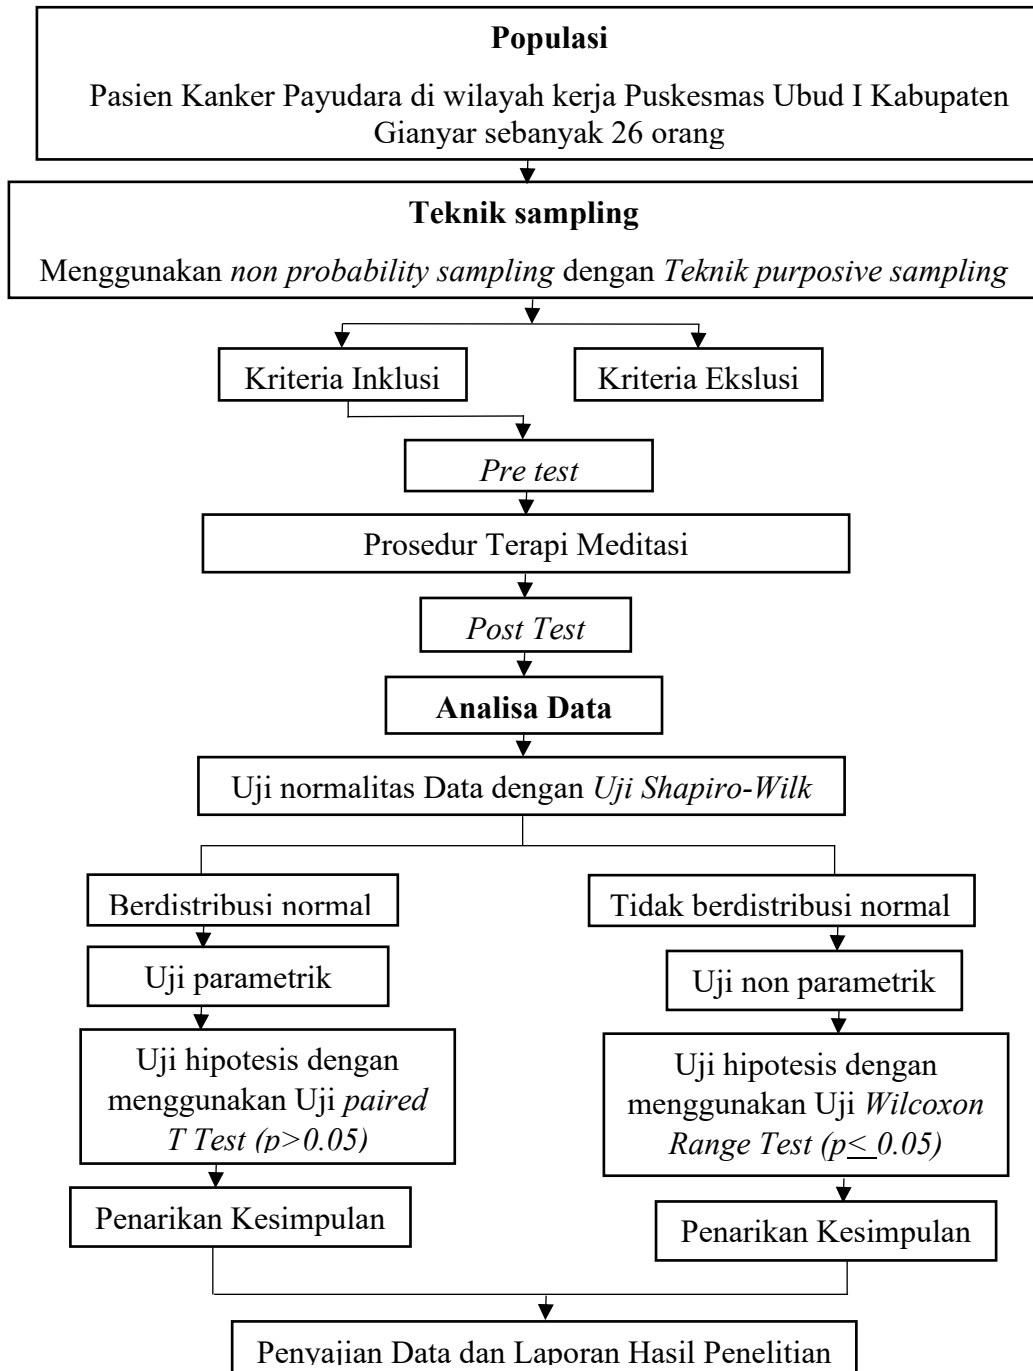 Populasi
Pasien Kanker Payudara di wilayah kerja Puskesmas Ubud I Kabupaten
Gianyar sebanyak 26 orang
Teknik sampling
Menggunakan non probability sampling dengan Teknik purposive sampling
Kriteria Inklusi
Kriteria Ekslusi
Pre test
Prosedur Terapi Meditasi
Post Test
Analisa Data
Uji normalitas Data dengan Uji Shapiro-Wilk
Berdistribusi normal
Tidak berdistribusi normal
Uji parametrik
Uji non parametrik
Uji hipotesis dengan
menggunakan Uji paired
T Test (p>0.05)
Uji hipotesis dengan
menggunakan Uji Wilcoxon
Range Test (p< 0.05)
Penarikan Kesimpulan
Penarikan Kesimpulan
Penyajian Data dan Laporan Hasil Penelitian